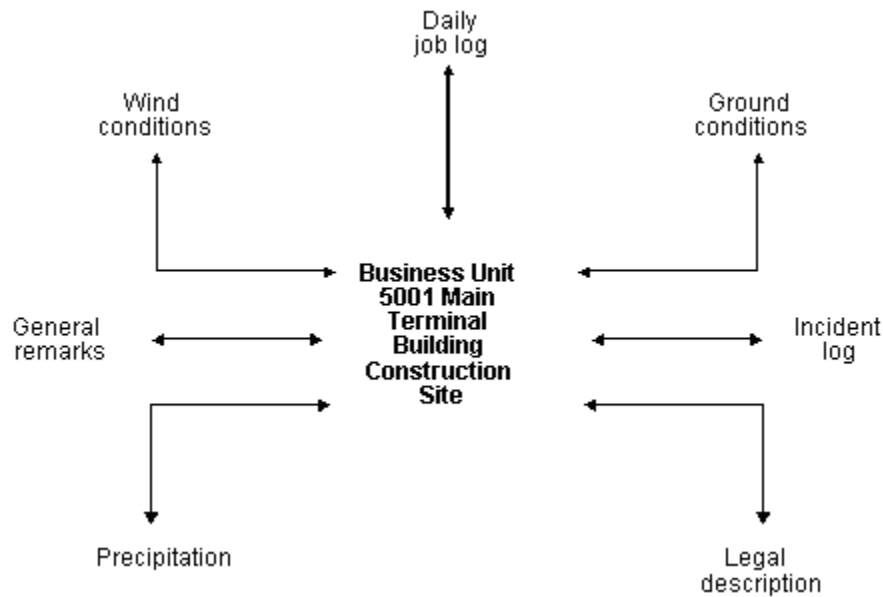 Daily
job log
Wind
conditions
Ground
conditions
Business Unit
5001 Main
Terminal
Building
Construction
Site
General
remarks
Incident
log
Precipitation
Legal
description